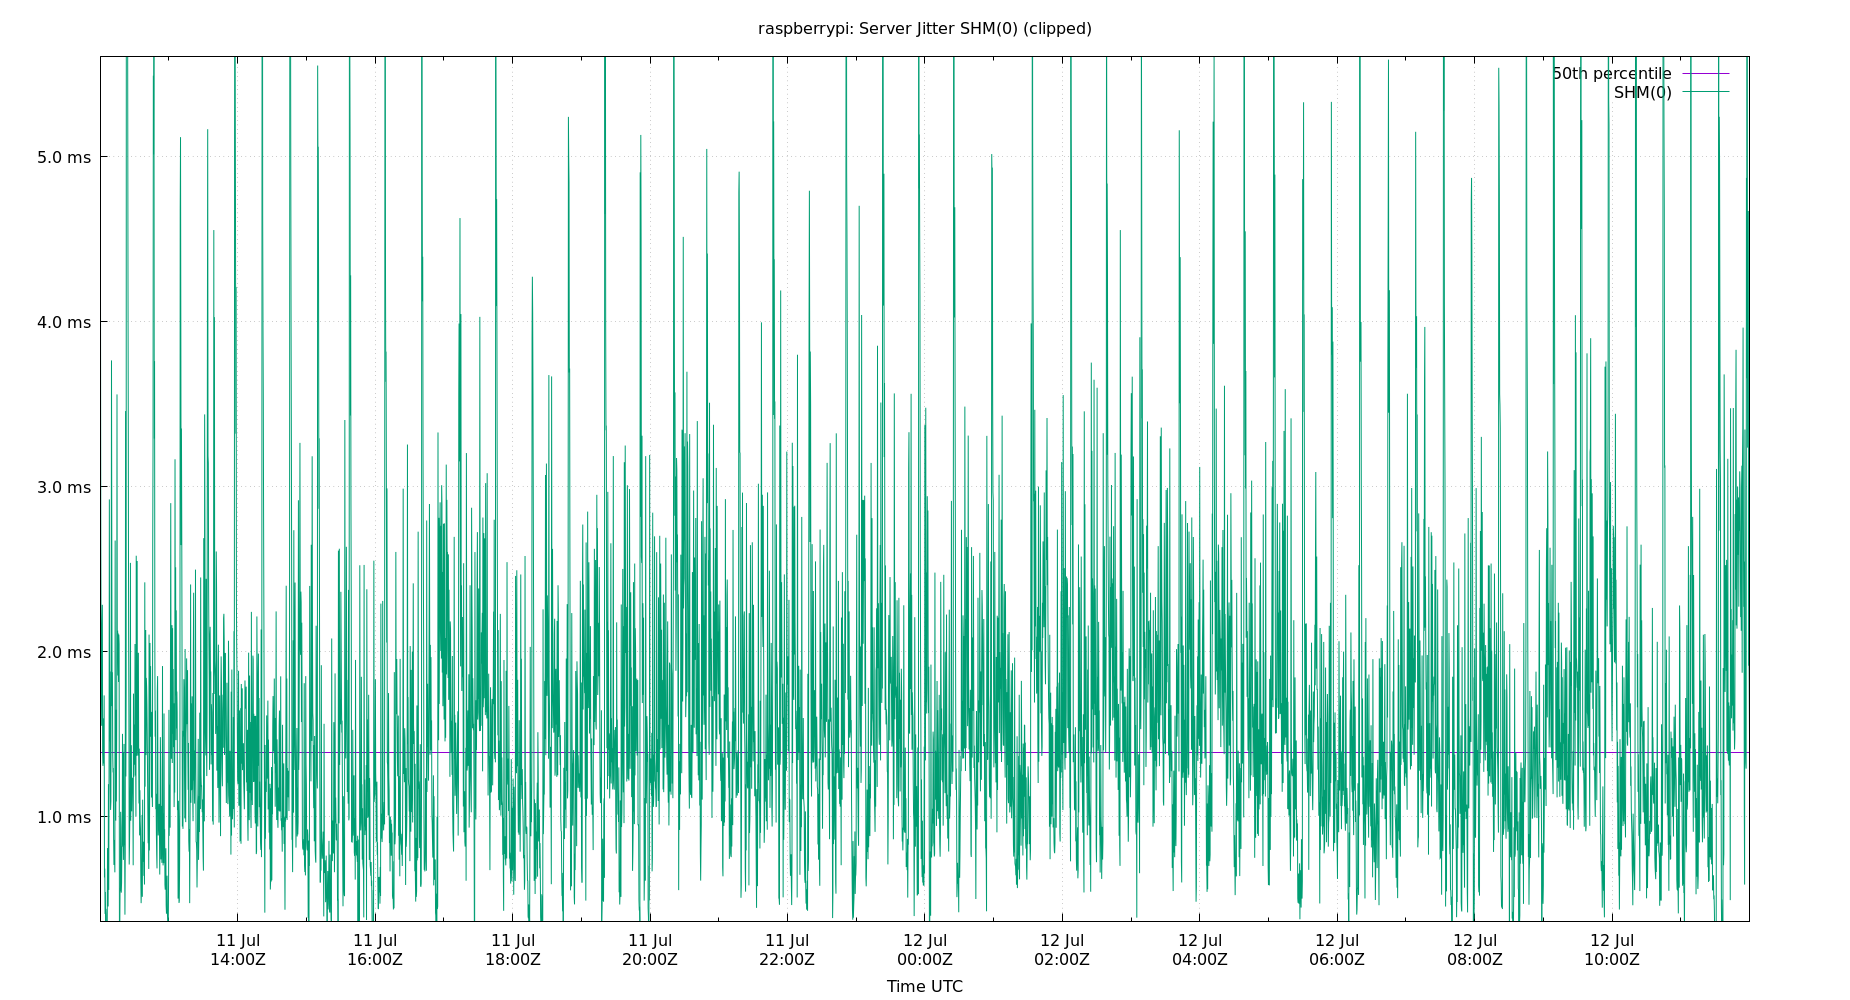 raspberrypi: Server Jitter SHM(0) (clipped)
50th percentile
SHM(0)
5.0 ms
4.0 ms
3.0 ms
2.0 ms
1.0 ms
11 Jul 11 Jul 11 Jul 11 Jul 11 Jul 12 Jul 12 Jul 12 Jul 12 Jul 12 Jul 12 Jul
14:00Z 16:00Z 18:00Z 20:00Z 22:00Z 00:00Z 02:00Z 04:00Z 06:00Z 08:00Z 10:00Z
Time UTC